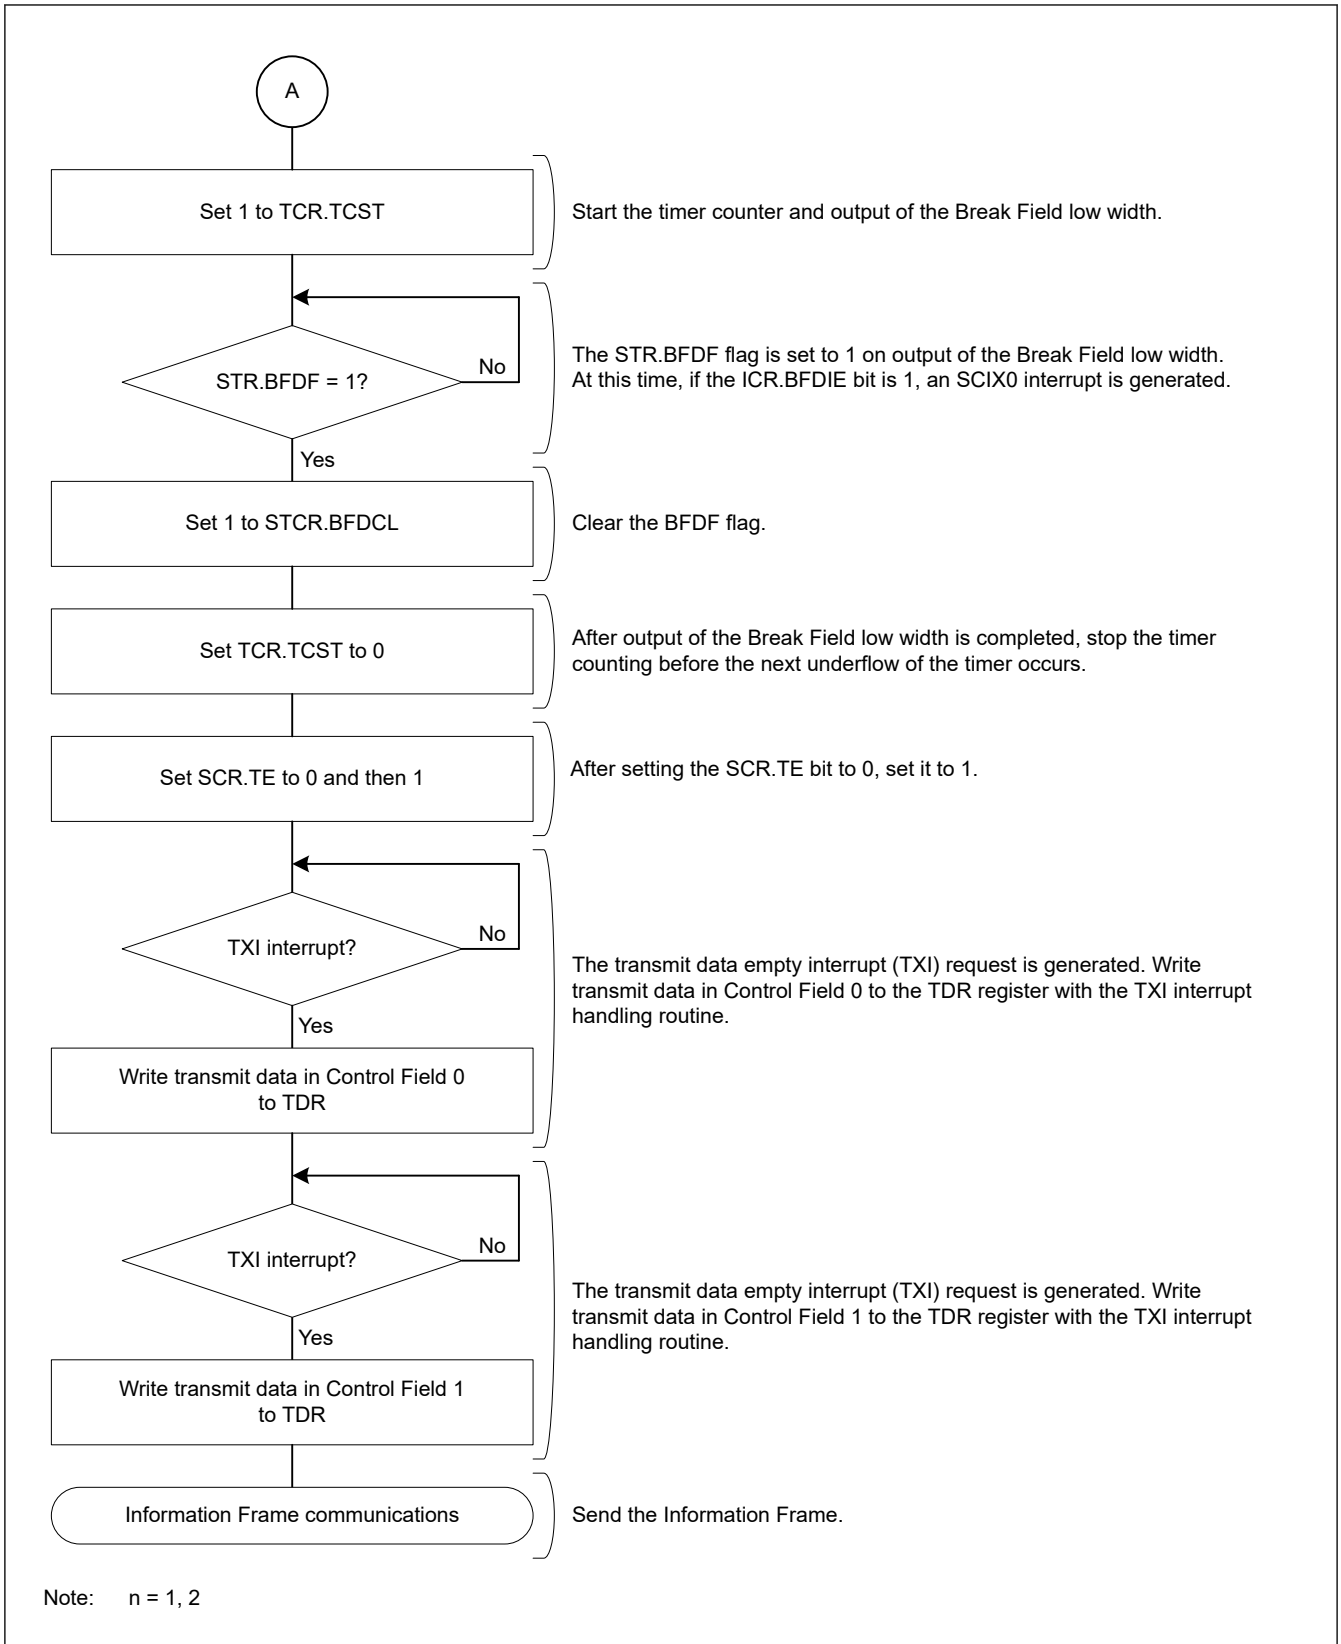 A
Set 1 to TCR.TCST
Start the timer counter and output of the Break Field low width.
No
STR.BFDF = 1?
The STR.BFDF flag is set to 1 on output of the Break Field low width.
At this time, if the ICR.BFDIE bit is 1, an SCIX0 interrupt is generated.
Yes
Set 1 to STCR.BFDCL
Clear the BFDF flag.
Set TCR.TCST to 0
After output of the Break Field low width is completed, stop the timer
counting before the next underflow of the timer occurs.
Set SCR.TE to 0 and then 1
After setting the SCR.TE bit to 0, set it to 1.
No
TXI interrupt?
Yes
The transmit data empty interrupt (TXI) request is generated. Write
transmit data in Control Field 0 to the TDR register with the TXI interrupt
handling routine.
Write transmit data in Control Field 0
to TDR
No
TXI interrupt?
Yes
The transmit data empty interrupt (TXI) request is generated. Write
transmit data in Control Field 1 to the TDR register with the TXI interrupt
handling routine.
Write transmit data in Control Field 1
to TDR
Information Frame communications
Send the Information Frame.
Note: n = 1, 2